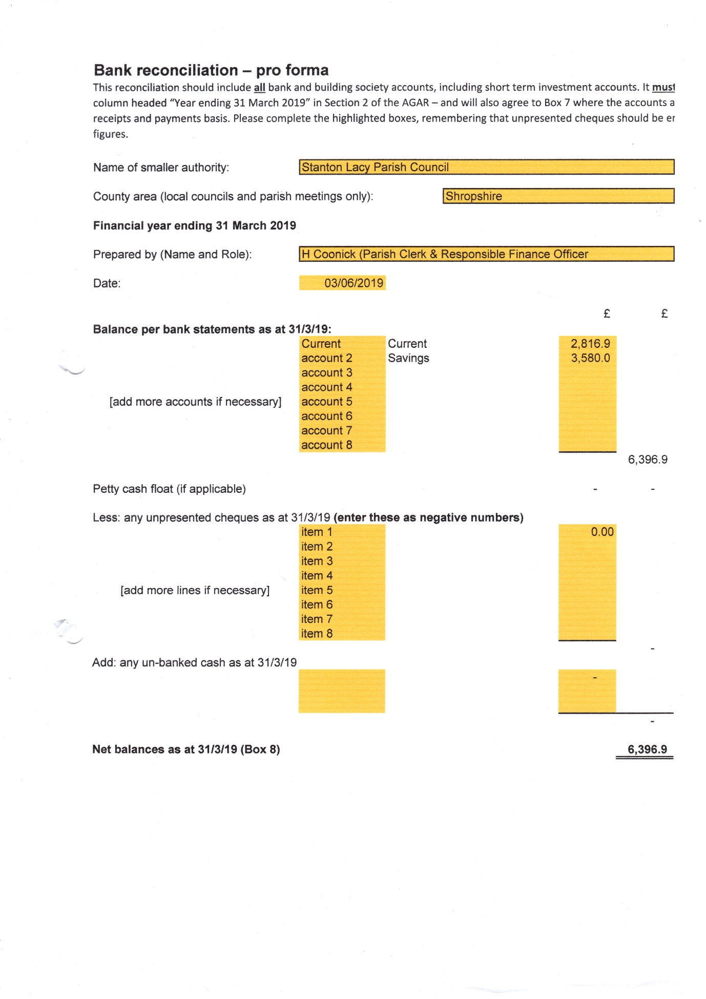 Bank reconciliation – pro forma
This reconciliation should include all bank and building society accounts, including short term investment accounts. It must
column headed “Year ending 31 March 2019” in Section 2 of the AGAR – and will also agree to Box 7 where the accounts a
receipts and payments basis. Please complete the highlighted boxes, remembering that unpresented cheques should be er
figures.
Name of smaller authority: Stanton Lacy Parish Council
County area (local councils and parish meetings only): Shropshire
Financial year ending 31 March 2019
Prepared by (Name and Role): H Coonick (Parish Clerk & Responsible Finance Officer
Date: 03/06/2019
£ £
Balance per bank statements as at 31/3/19:
Current Current 2,816.9
account 2 Savings 3,580.0
account 3
account 4
[add more accounts if necessary] account 5
account 6
account 7
account 8
6,396.9
Petty cash float (if applicable) - -
Less: any unpresented cheques as at 31/3/19 (enter these as negative numbers)
item 1 0.00
item 2
item 3
item 4
[add more lines if necessary] item 5
item 6
item 7
item 8
-
Add: any un-banked cash as at 31/3/19
-
-
Net balances as at 31/3/19 (Box 8) 6,396.9